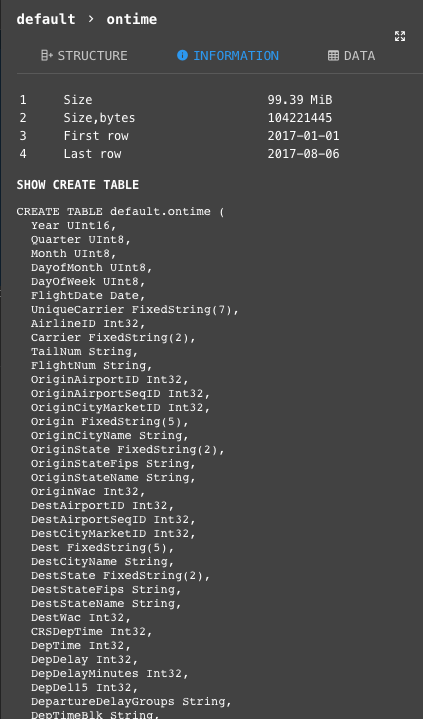 default > ontime
STRUCTURE INFORMATION DATA
1 Size 99.39 MiB
2 Size,bytes 104221445
3 First row 2017-01-01
4 Last row 2017-08-06
SHOW CREATE TABLE
CREATE TABLE default.ontime (
Year UInt16,
Quarter UInt8,
Month UInt8,
DayofMonth UInt8,
DayOfWeek UInt8,
FlightDate Date,
UniqueCarrier FixedString(7),
AirlineID Int32,
Carrier FixedString(2),
TailNum String,
FlightNum String,
OriginAirportID Int32,
OriginAirportSeqID Int32,
OriginCityMarketID Int32,
Origin FixedString(5),
OriginCityName String,
OriginState FixedString(2),
OriginStateFips String,
OriginStateName String,
OriginWac Int32,
DestAirportID Int32,
DestAirportSeqID Int32,
DestCityMarketID Int32,
Dest FixedString(5),
DestCityName String,
DestState FixedString(2),
DestStateFips String,
DestStateName String,
DestWac Int32,
CRSDepTime Int32,
DepTime Int32,
DepDelay Int32,
DepDelayMinutes Int32,
DepDel15 Int32,
DepartureDelayGroups String,
DepTimeBlk String,